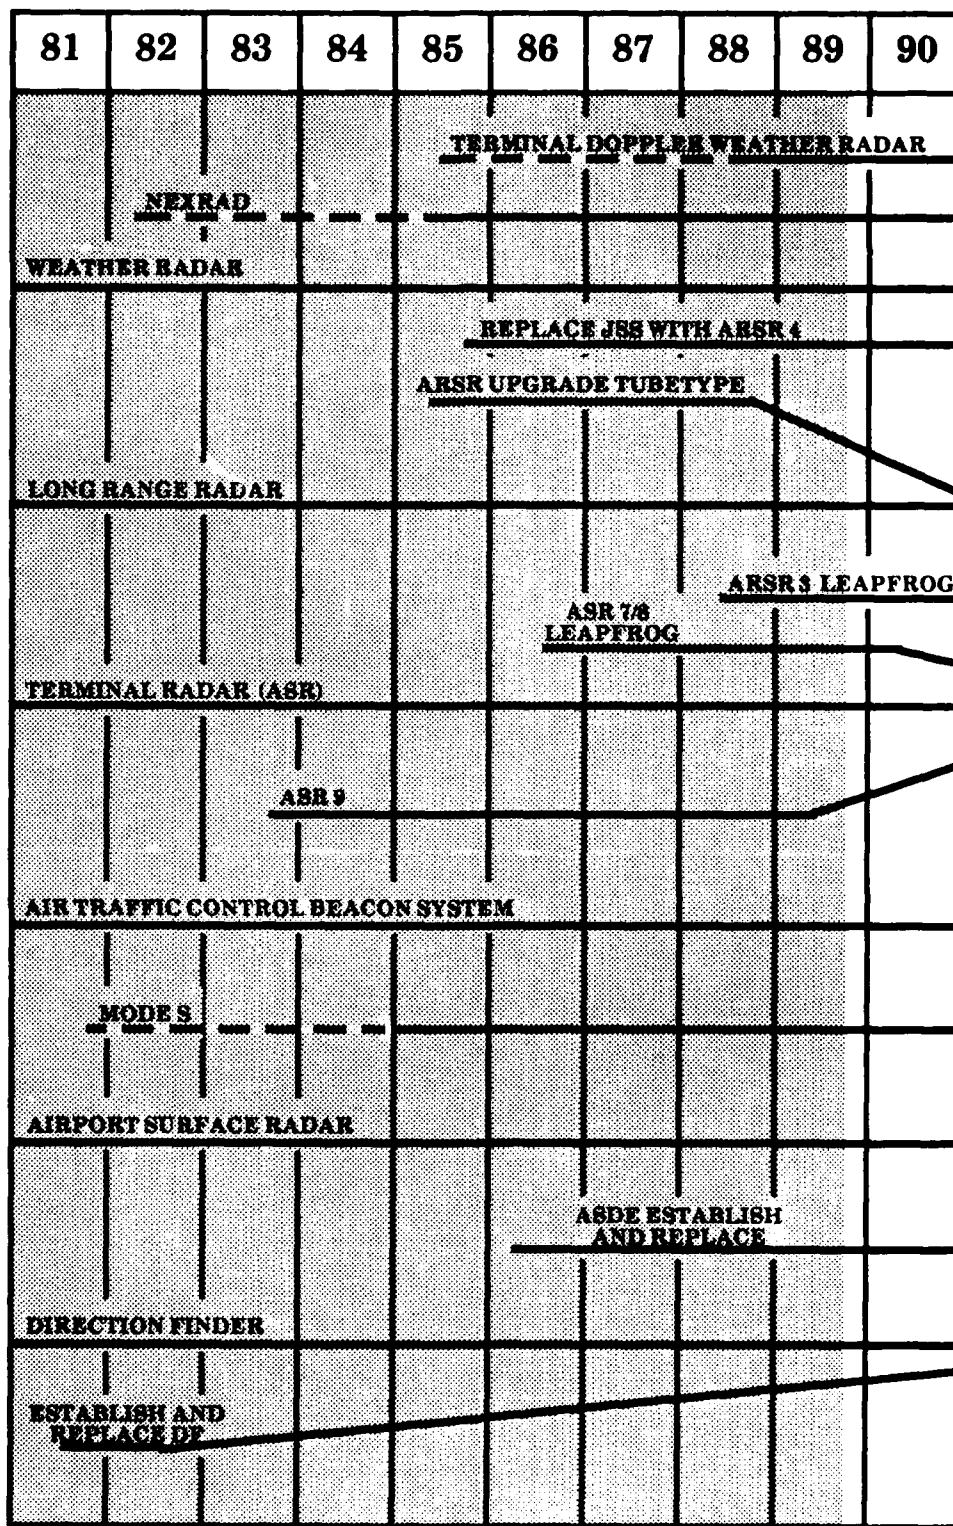 81 82 83 84 85 86 87 88 89 90
TERMINAL DOPPLER WEATHER RADAR
NEXRAD
WEATHER RADAR
REPLACE JSS WITH ARSR 4
ARSR UPGRADE TUBETYPE
LONG RANGE RADAR
ARSR 3 LEAPFROG
ASR 7/8
LEAPFROG
TERMINAL RADAR (ASR)
ASR 9
AIR TRAFFIC CONTROL BEACON SYSTEM
MODE S
AIRPORT SURFACE RADAR
ASDE ESTABLISH
AND REPLACE
DIRECTION FINDER
ESTABLISH AND
REPLACE DF